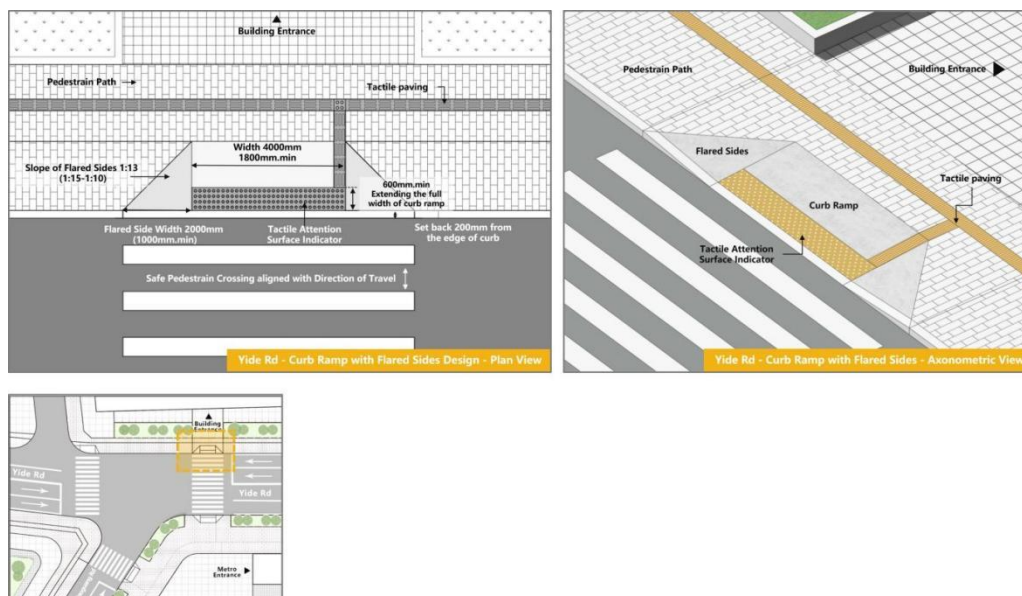 Building Entrance
Pedestrain Path
Tactile paving
Width 4000mm
1800mm.min
Slope of Flared Sides 1:13
(1:15-1:10)
600mm.min
Extending the full
width of curb ramp
Flared Side Width 2000mm
(1000mm.min)
Tactile Attention
Surface Indicator
Set back 200mm from
the edge of curb
Safe Pedestrain Crossing aligned with Direction of Travel
Yide Rd - Curb Ramp with Flared Sides Design - Plan View
Pedestrain Path
Building Entrance
Flared Sides
Tactile paving
Curb Ramp
Tactile Attention
Surface Indicator
Yide Rd - Curb Ramp with Flared Sides - Axonometric View
Building
Entrance
Yide Rd
Yide Rd
Metro
Entrance